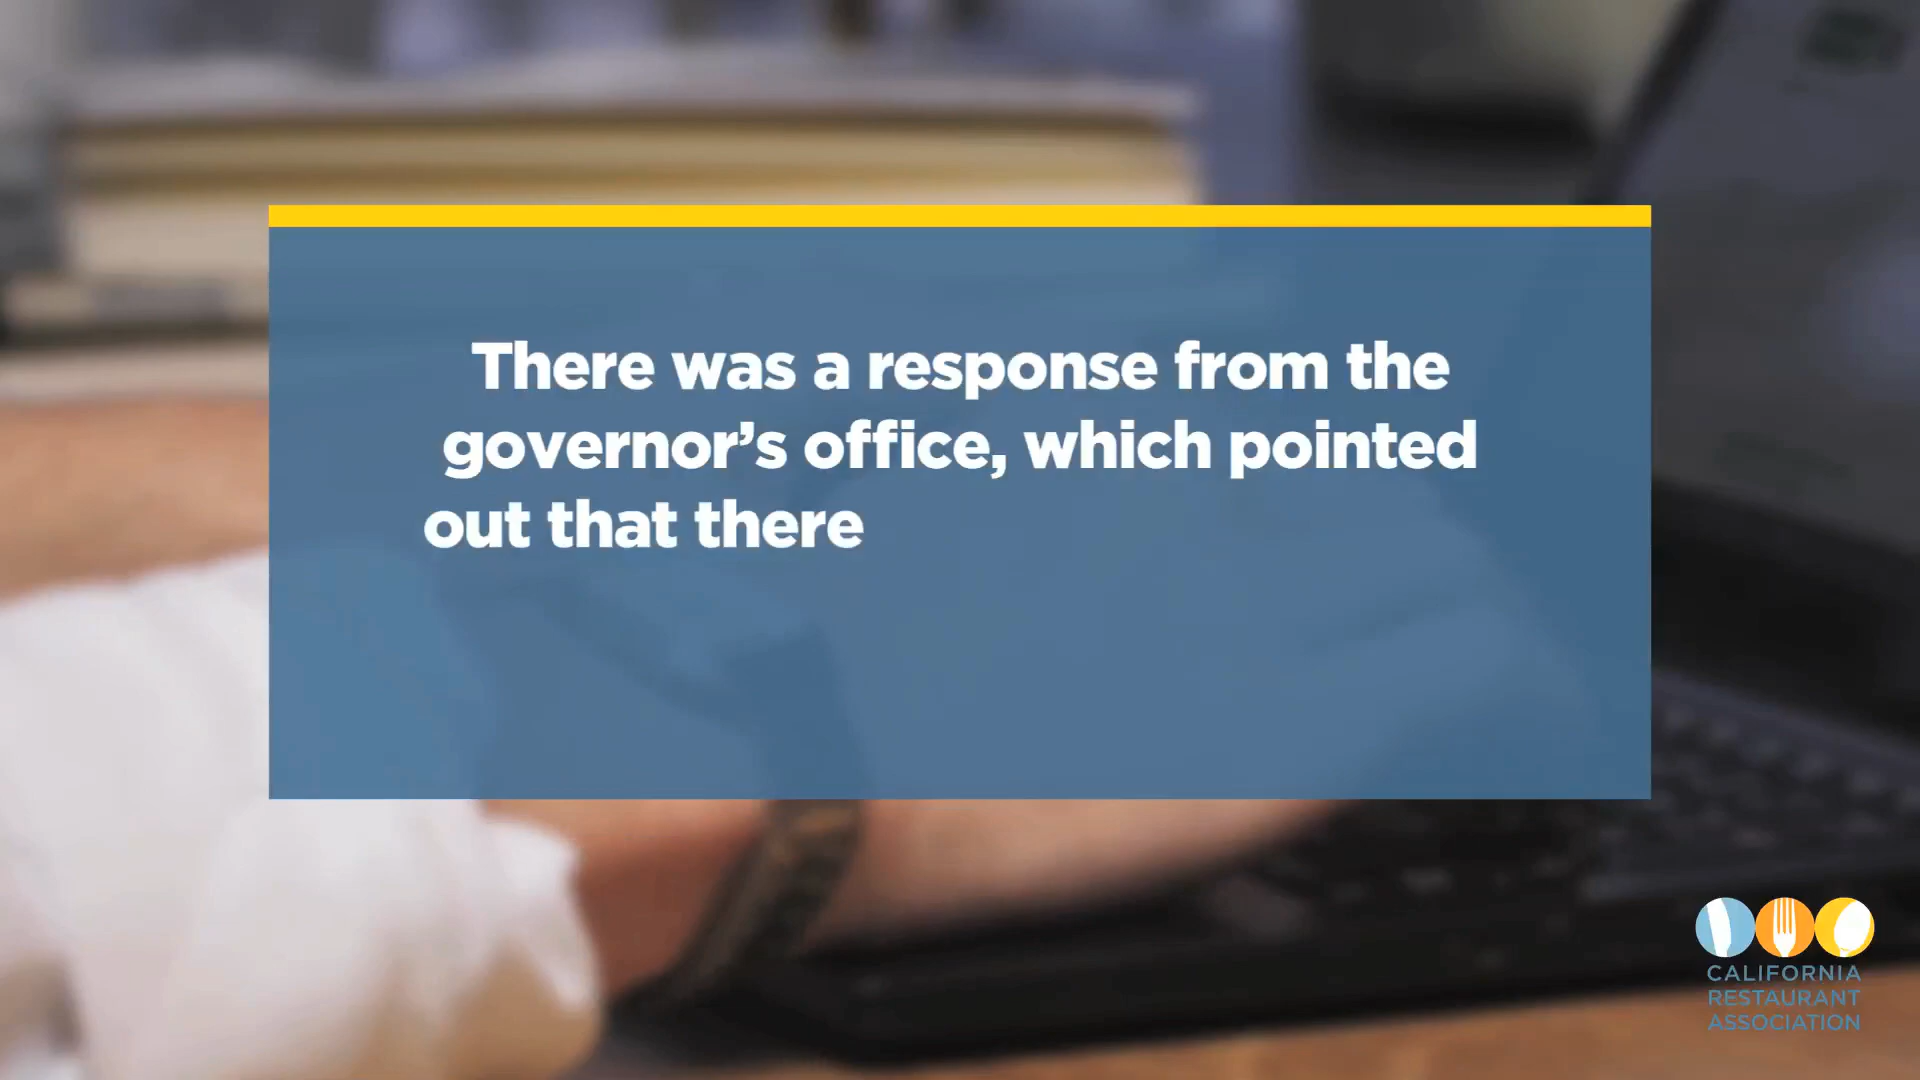 There was a response from the
governor's office, which pointed
out that there
CALIFORNIA
RESTAURANT
ASSOCIATION